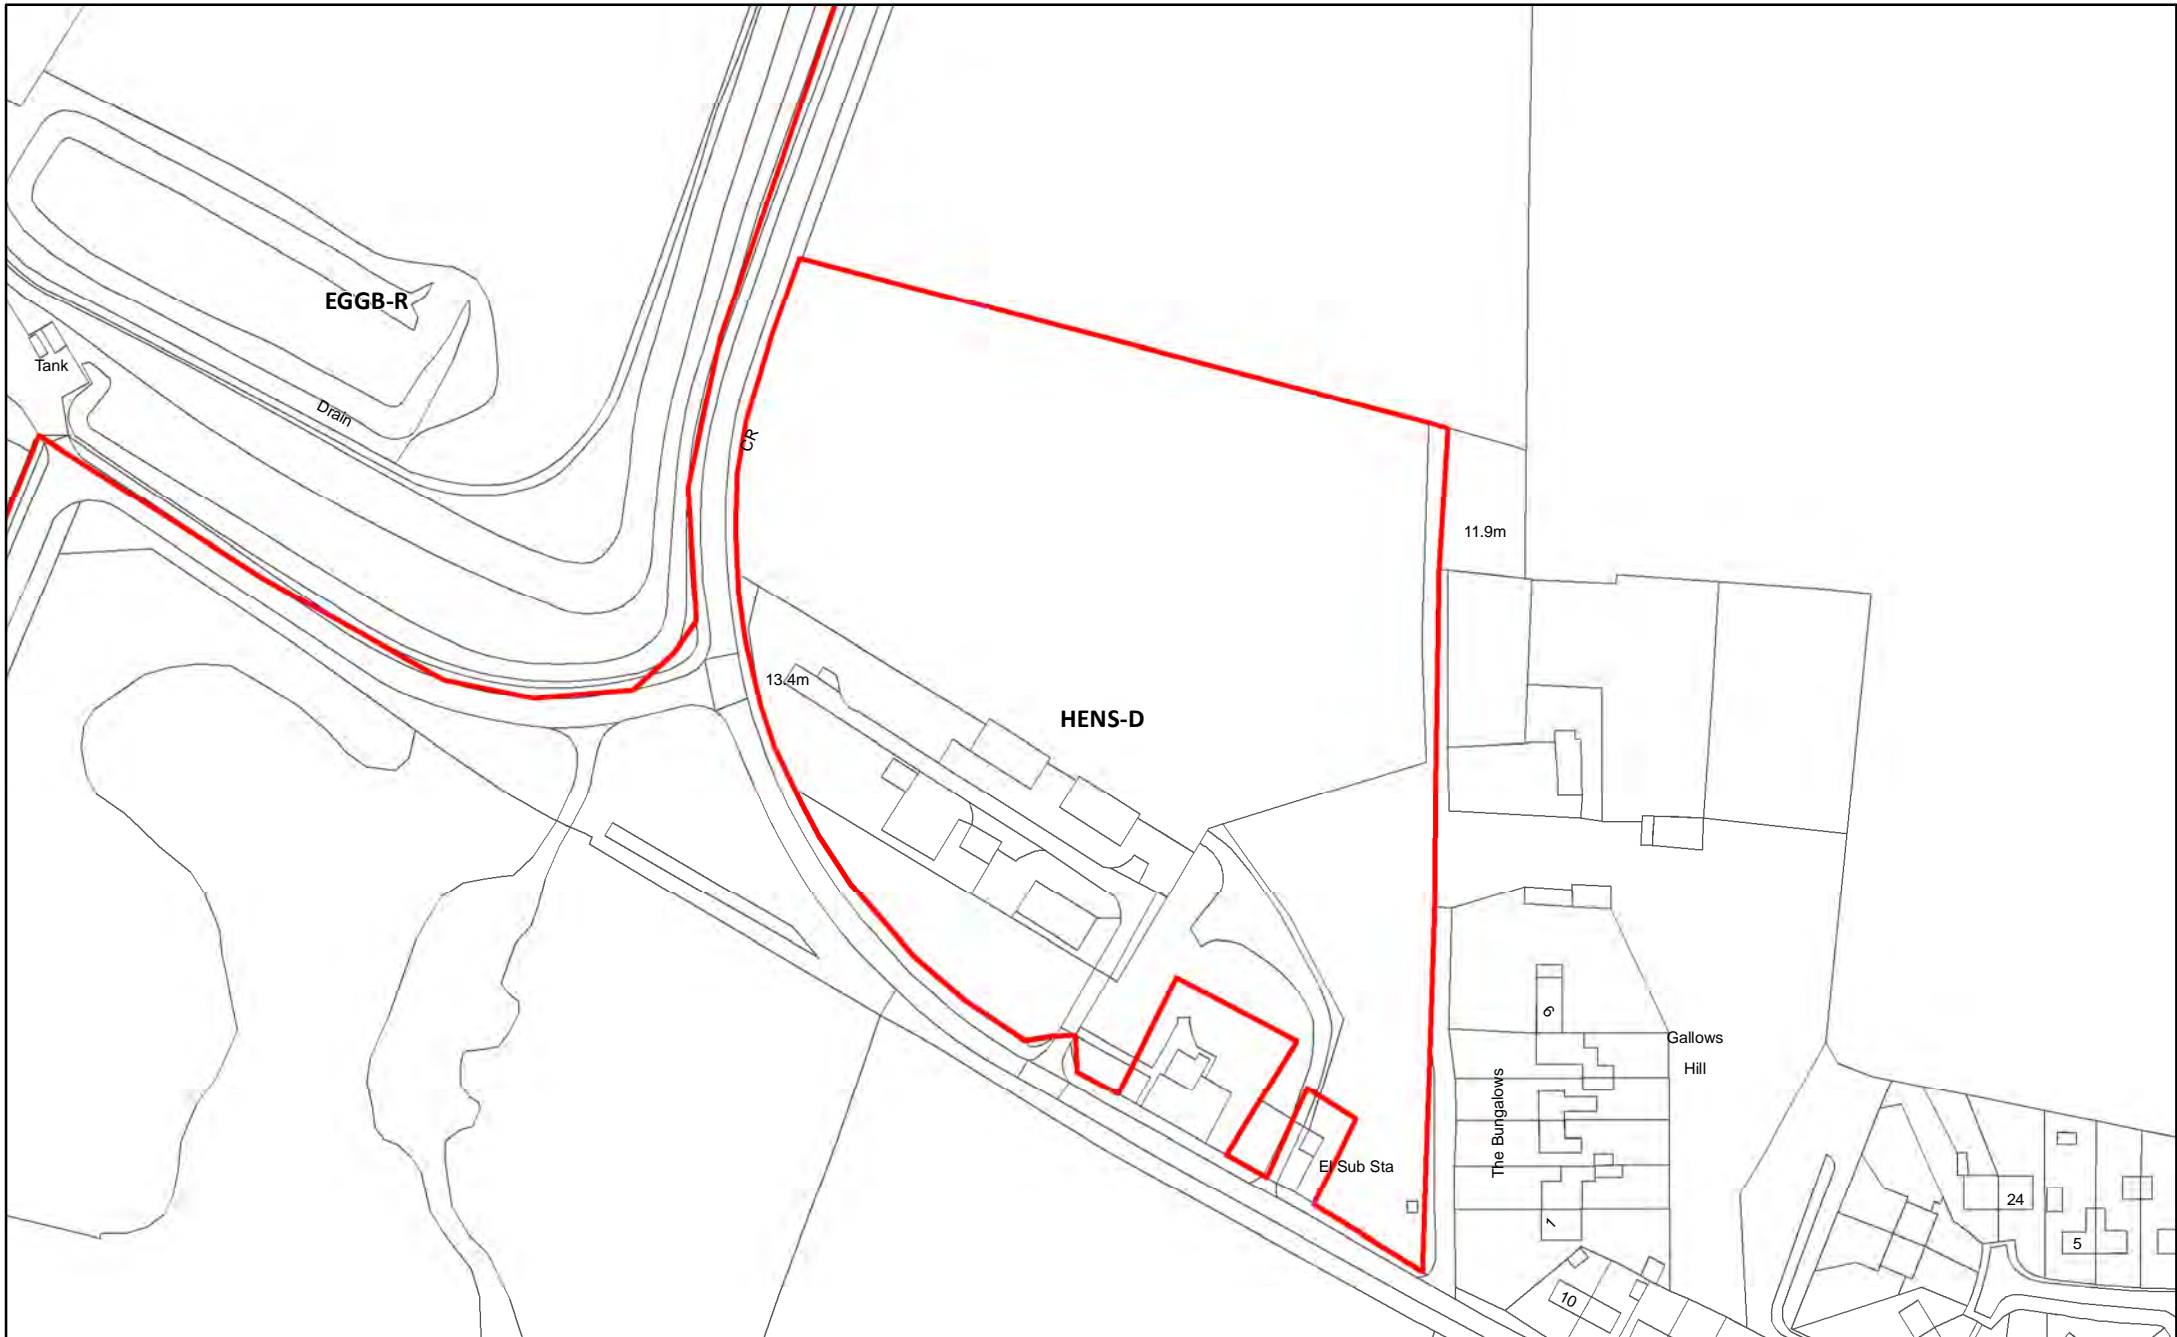 EGGB-R
Tank
Drain
CR
11.9m
13.4m
HENS-D
6
Gallows
Hill
The Bungalows
El Sub Sta
1
24
5
10